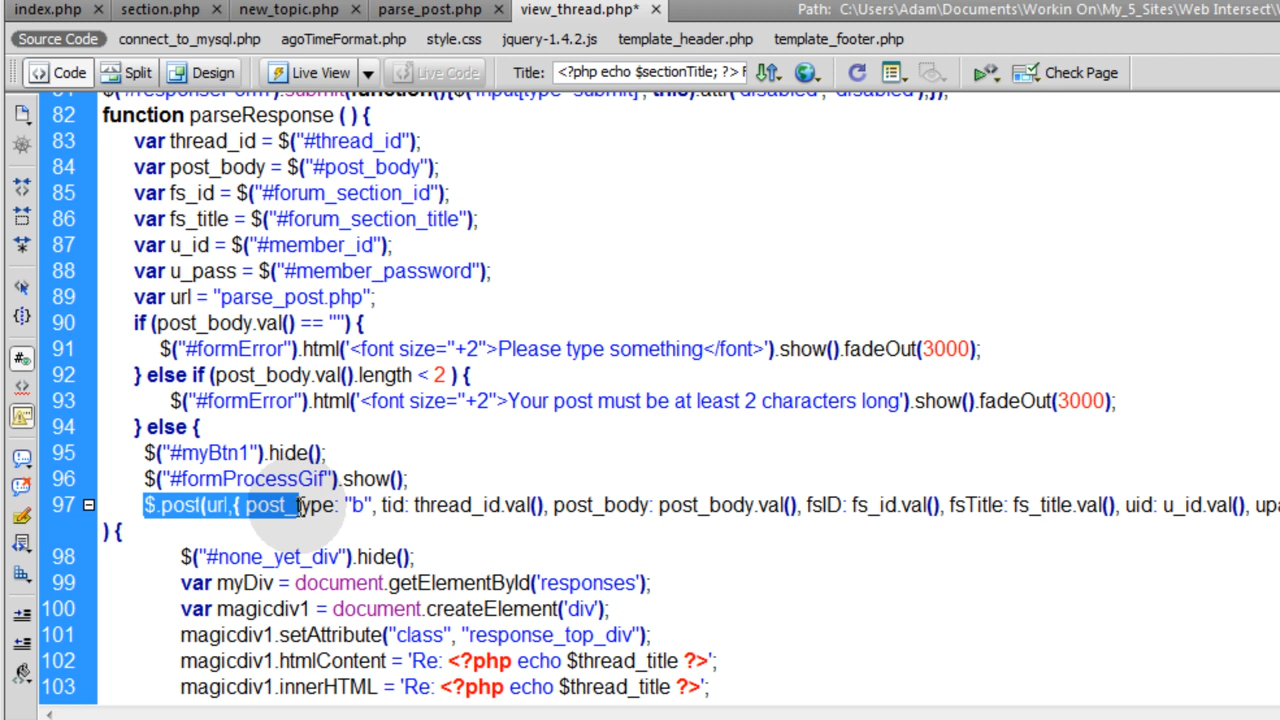 index.php × section.php × new_topic.php × parse_post.php × view_thread.php* × Path: C:\Users\Adam\Documents\Workin On\My_5_Sites\Web Intersect\
Source Code connect_to_mysql.php agoTimeFormat.php style.css jquery-1.4.2.js template_header.php template_footer.php
Code Split Design Live View Live Code Title: <?php echo $sectionTitle; ?> Check Page
82 function parseResponse ( ) {
83 var thread_id = $("#thread_id");
84 var post_body = $("#post_body");
85 var fs_id = $("#forum_section_id");
86 var fs_title = $("#forum_section_title");
87 var u_id = $("#member_id");
88 var u_pass = $("#member_password");
89 var url = "parse_post.php";
90 if (post_body.val() == "") {
91 $("#formError").html('<font size="+2">Please type something</font>').show().fadeOut(3000);
92 } else if (post_body.val().length < 2 ) {
93 $("#formError").html('<font size="+2">Your post must be at least 2 characters long').show().fadeOut(3000);
94 } else {
95 $("#myBtn1").hide();
96 $("#formProcessGif").show();
97 $.post(url,{ post_type: "b", tid: thread_id.val(), post_body: post_body.val(), fsID: fs_id.val(), fsTitle: fs_title.val(), uid: u_id.val(),
) {
98 $("#none_yet_div").hide();
99 var myDiv = document.getElementById('responses');
100 var magicdiv1 = document.createElement('div');
101 magicdiv1.setAttribute("class", "response_top_div");
102 magicdiv1.htmlContent = 'Re: <?php echo $thread_title ?>';
103 magicdiv1.innerHTML = 'Re: <?php echo $thread_title ?>';